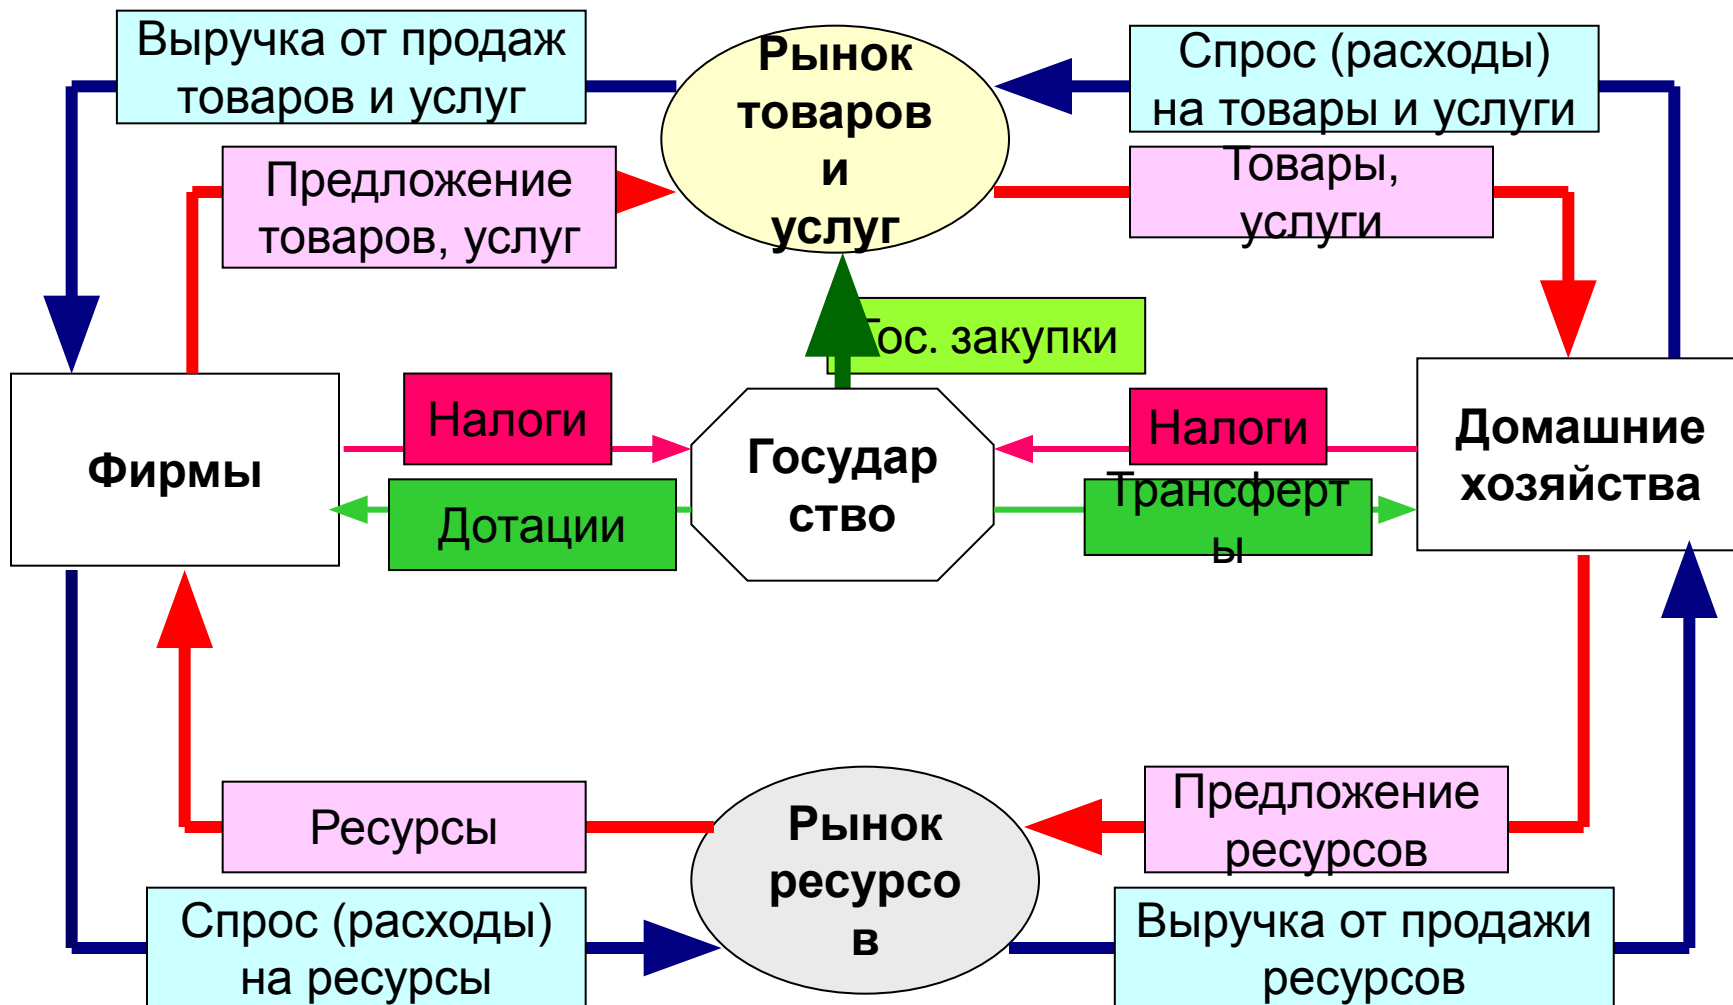 Выручка от продаж
товаров и услуг
Рынок
товаров
и
услуг
Спрос (расходы)
на товары и услуги
Предложение
товаров, услуг
Товары,
услуги
Гос. закупки
Фирмы
Налоги
Дотации
Государ
ство
Налоги
Трансферт
ы
Домашние
хозяйства
Ресурсы
Спрос (расходы)
на ресурсы
Рынок
ресурсо
в
Предложение
ресурсов
Выручка от продажи
ресурсов